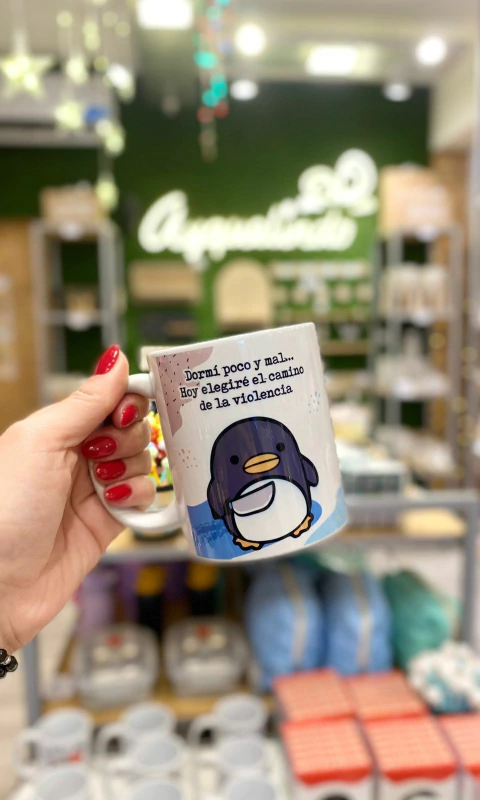 Dormí poco y mal...
Hoy elegiré el camino
de la violencia